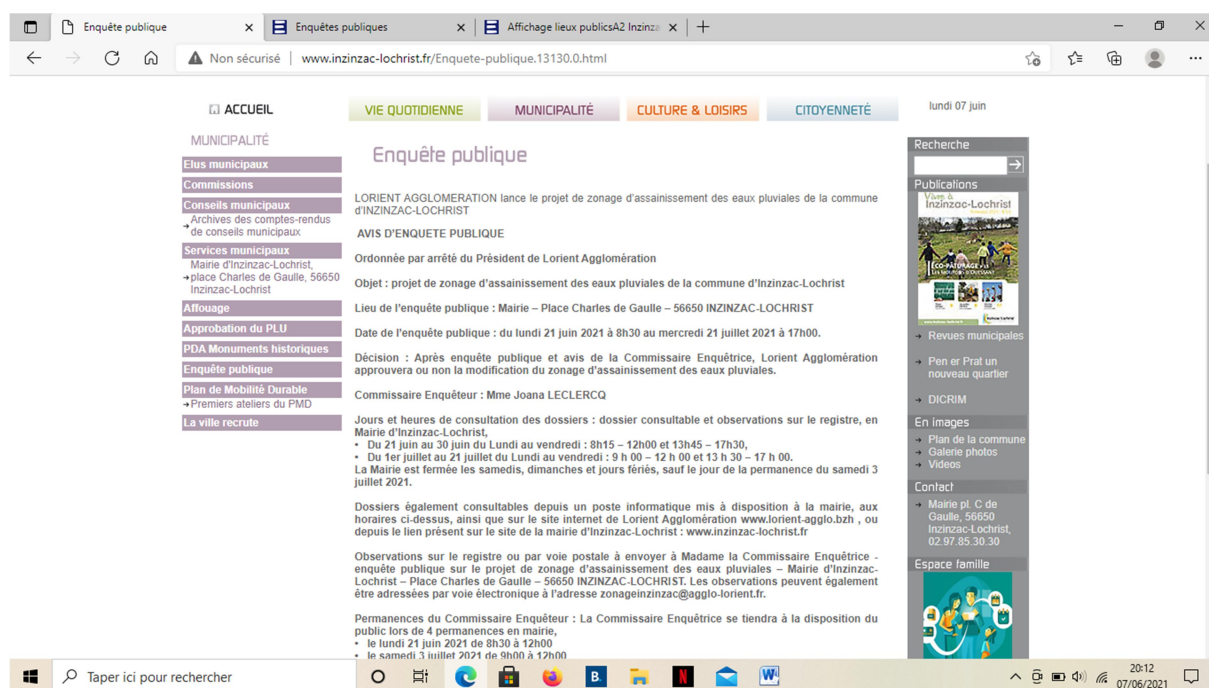 Enquête publique
Enquêtes publiques
Affichage lieux publicsA2 Inzinza
Non sécurisé
www.inzinzac-lochrist.fr/Enquete-publique.13130.0.html
ACCUEIL
VIE QUOTIDIENNE
MUNICIPALITÉ
CULTURE & LOISIRS
CITOYENNETÉ
lundi 07 juin
MUNICIPALITÉ
Elus municipaux
Commissions
Conseils municipaux
Archives des comptes-rendus
de conseils municipaux
Services municipaux
Mairie d'Inzinzac-Lochrist,
place Charles de Gaulle, 56650
Inzinzac-Lochrist
Affouage
Approbation du PLU
PDA Monuments historiques
Enquête publique
Plan de Mobilité Durable
Premiers ateliers du PMD
La ville recrute
Enquête publique
LORIENT AGGLOMERATION lance le projet de zonage d'assainissement des eaux pluviales de la commune
d'INZINZAC-LOCHRIST
AVIS D'ENQUETE PUBLIQUE
Ordonnée par arrêté du Président de Lorient Agglomération
Objet : projet de zonage d'assainissement des eaux pluviales de la commune d'Inzinzac-Lochrist
Lieu de l'enquête publique : Mairie – Place Charles de Gaulle – 56650 INZINZAC-LOCHRIST
Date de l'enquête publique : du lundi 21 juin 2021 à 8h30 au mercredi 21 juillet 2021 à 17h00.
Décision : Après enquête publique et avis de la Commissaire Enquêtrice, Lorient Agglomération
approuvera ou non la modification du zonage d'assainissement des eaux pluviales.
Commissaire Enquêteur : Mme Joana LECLERCQ
Jours et heures de consultation des dossiers : dossier consultable et observations sur le registre, en
Mairie d'Inzinzac-Lochrist,
• Du 21 juin au 30 juin du Lundi au vendredi : 8h15 – 12h00 et 13h45 – 17h30,
• Du 1er juillet au 21 juillet du Lundi au vendredi : 9 h 00 – 12 h 00 et 13 h 30 – 17 h 00.
La Mairie est fermée les samedis, dimanches et jours fériés, sauf le jour de la permanence du samedi 3
juillet 2021.
Dossiers également consultables depuis un poste informatique mis à disposition à la mairie, aux
horaires ci-dessus, ainsi que sur le site internet de Lorient Agglomération www.lorient-agglo.bzh , ou
depuis le lien présent sur le site de la mairie d'Inzinzac-Lochrist : www.inzinzac-lochrist.fr
Observations sur le registre ou par voie postale à envoyer à Madame la Commissaire Enquêtrice -
enquête publique sur le projet de zonage d'assainissement des eaux pluviales – Mairie d'Inzinzac-
Lochrist – Place Charles de Gaulle – 56650 INZINZAC-LOCHRIST. Les observations peuvent également
être adressées par voie électronique à l'adresse zonageinzinzac@agglo-lorient.fr.
Permanences du Commissaire Enquêteur : La Commissaire Enquêtrice se tiendra à la disposition du
public lors de 4 permanences en mairie,
• le lundi 21 juin 2021 de 8h30 à 12h00
• le samedi 3 juillet 2021 de 9h00 à 12h00
Recherche
Publications
Vivre à
Inzinzac-Lochrist
ÉCO-PÂTURAGE
Revues municipales
Pen er Prat un
nouveau quartier
DICRIM
En images
Plan de la commune
Galerie photos
Videos
Contact
Mairie pl. C de
Gaulle, 56650
Inzinzac-Lochrist,
02.97.85.30.30
Espace famille
Taper ici pour rechercher
B.
N
W
20:12
07/06/2021